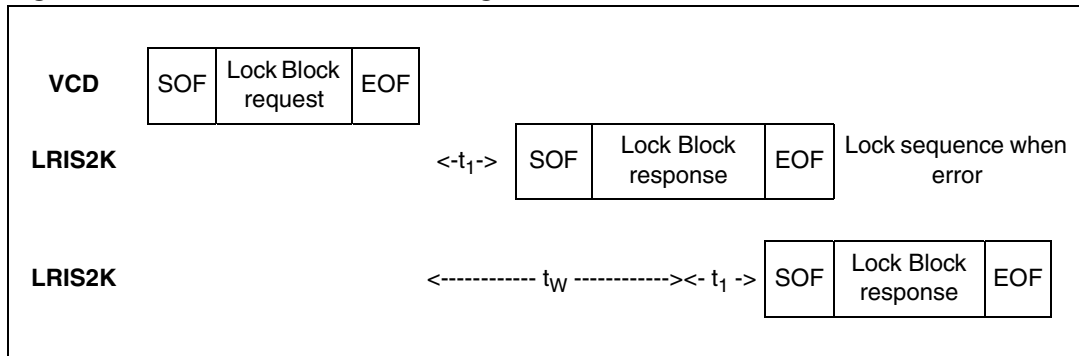 VCD SOF Lock Block request EOF
LRIS2K <-t1-> SOF Lock Block response EOF Lock sequence when error
LRIS2K <------------ tW ------------><- t1 -> SOF Lock Block response EOF